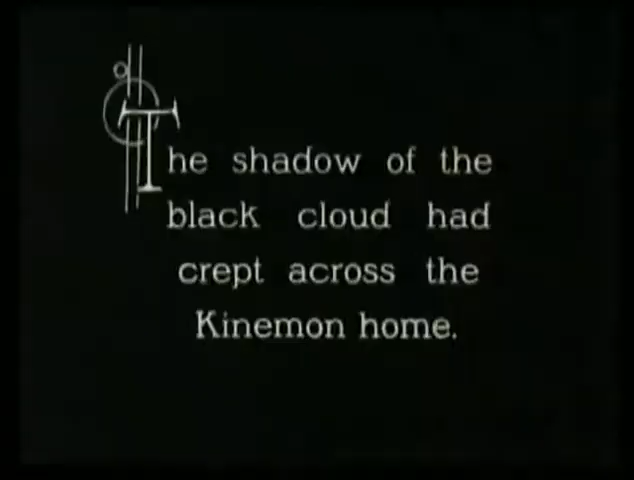 The shadow of the
black cloud had
crept across the
Kinemon home.